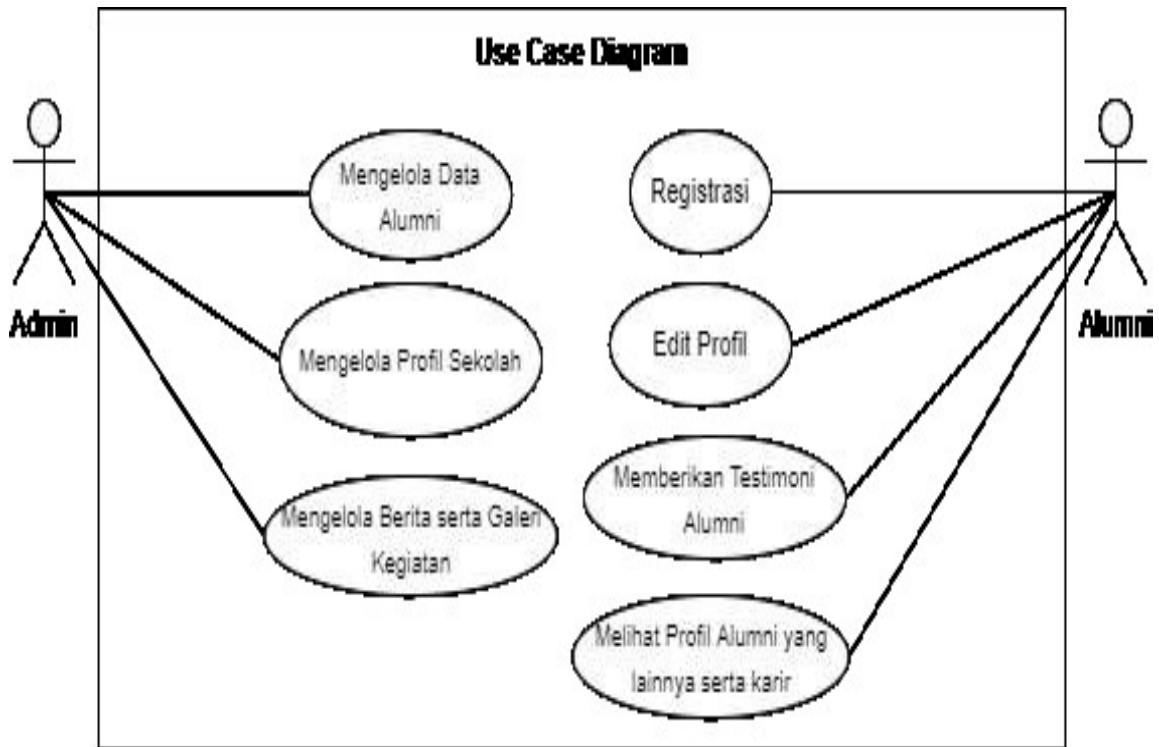 Use Case Diagram
Admin
Mengelola Data
Alumni
Mengelola Profil Sekolah
Mengelola Berita serta Galeri
Kegiatan
Registrasi
Edit Profil
Memberikan Testimoni
Alumni
Melihat Profil Alumni yang
lainnya serta karir
Alumni